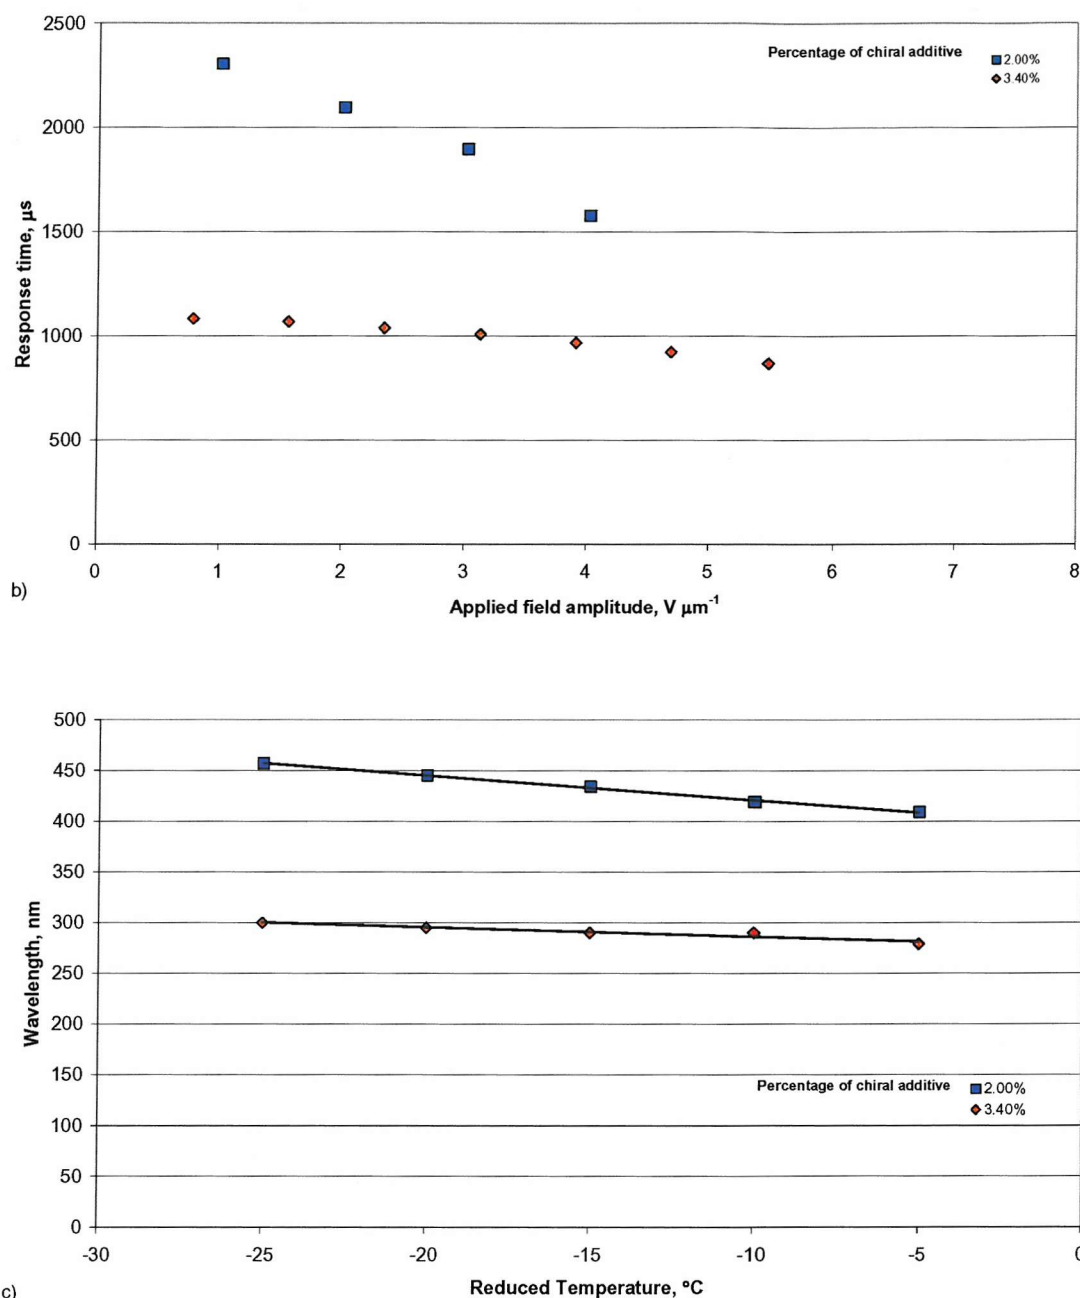 2500
2000
1500
1000
500
0
Response time, µs
Percentage of chiral additive
2.00%
3.40%
0 1 2 3 4 5 6 7 8
Applied field amplitude, V µm⁻¹
b)
500
450
400
350
300
250
200
150
100
50
0
Wavelength, nm
Percentage of chiral additive
2.00%
3.40%
-30 -25 -20 -15 -10 -5 0
Reduced Temperature, °C
c)